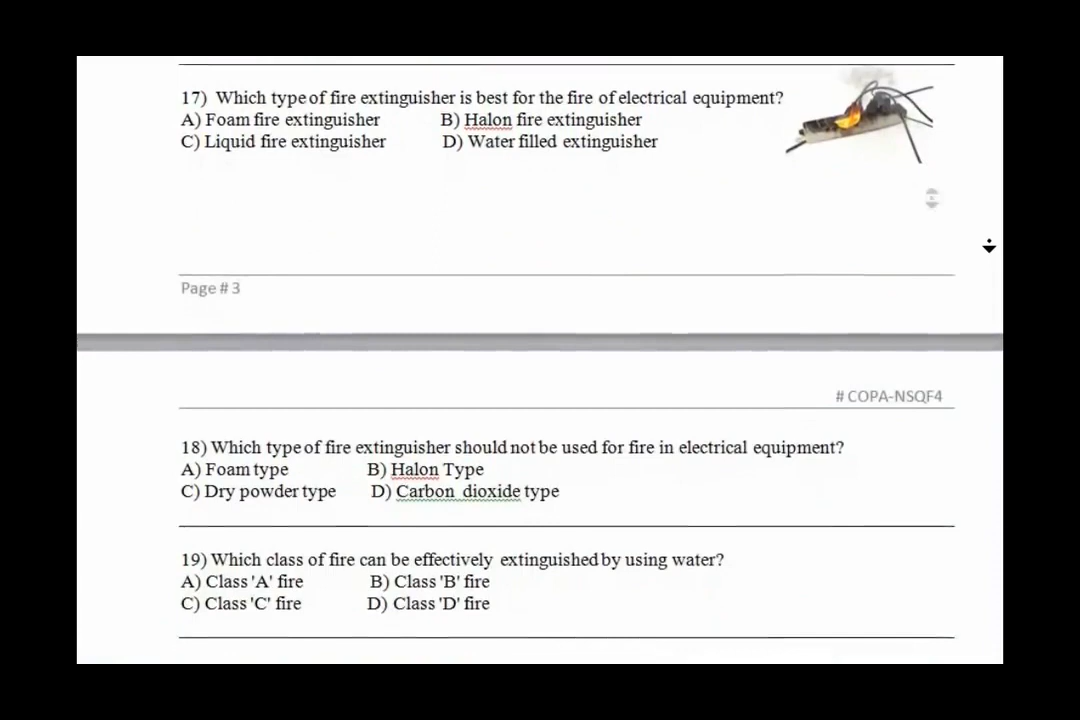 17) Which type of fire extinguisher is best for the fire of electrical equipment?
A) Foam fire extinguisher B) Halon fire extinguisher
C) Liquid fire extinguisher D) Water filled extinguisher
Page # 3
# COPA-NSQF4
18) Which type of fire extinguisher should not be used for fire in electrical equipment?
A) Foam type B) Halon Type
C) Dry powder type D) Carbon dioxide type
19) Which class of fire can be effectively extinguished by using water?
A) Class 'A' fire B) Class 'B' fire
C) Class 'C' fire D) Class 'D' fire